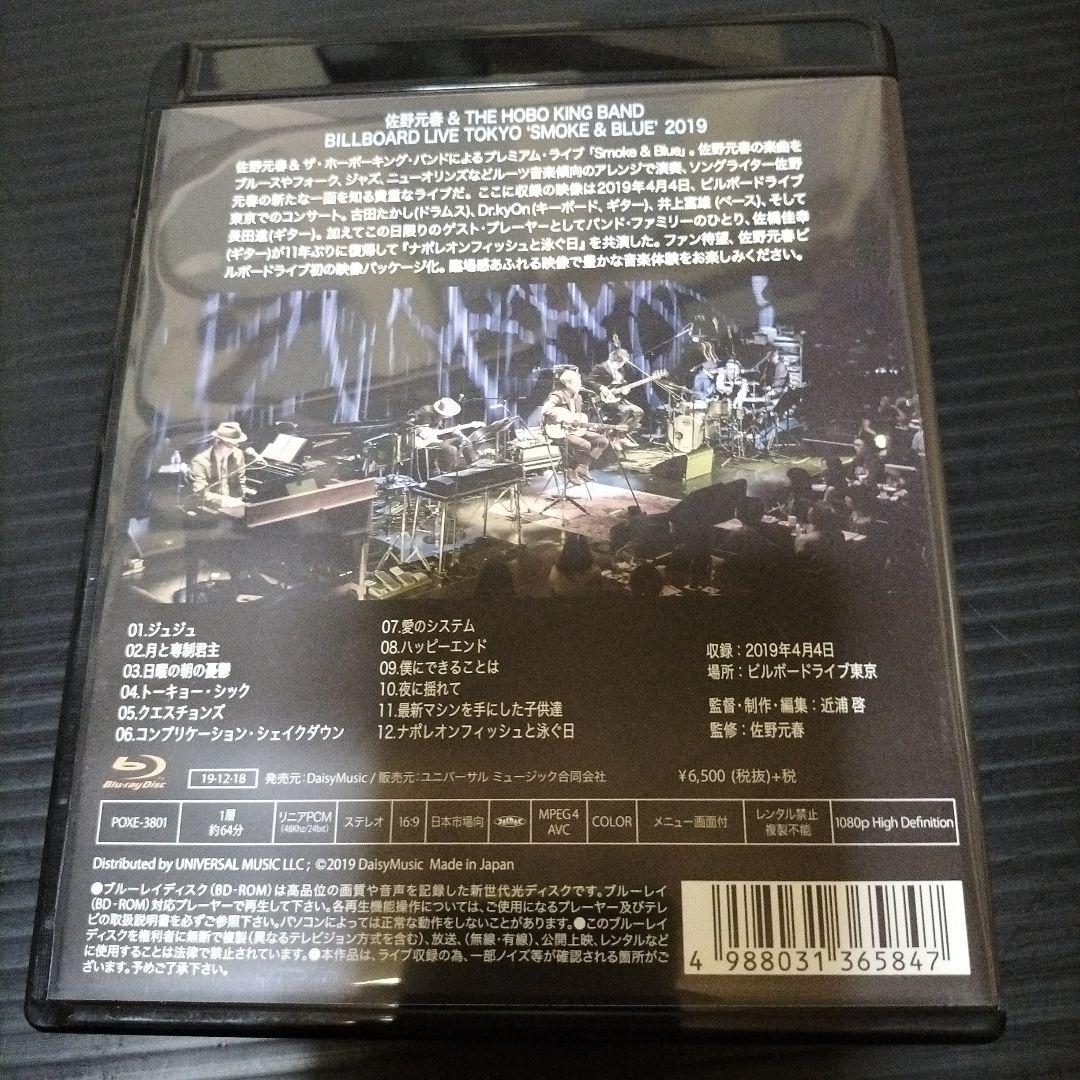 佐野元春 & THE HOBO KING BAND
BILLBOARD LIVE TOKYO 'SMOKE & BLUE' 2019
佐野元春 & ザ・ホーボーキング・バンドによるプレミアム・ライブ「Smoke & Blue」。佐野元春の楽曲を
ブルースやフォーク、ジャズ、ニューオリンズなどルーツ音楽傾向のアレンジで演奏、ソングライター佐野
元春の新たな一面を知る貴重なライブだ。ここに収録の映像は2019年4月4日、ビルボードライブ
東京でのコンサート。古田たかし(ドラムス)、Dr.kyOn(キーボード、ギター)、井上富雄(ベース)、そして
長田進(ギター)。加えてこの日限りのゲスト・プレーヤーとしてバンド・ファミリーのひとり、佐橋佳幸
(ギター)が11年ぶりに復帰して『ナポレオンフィッシュと泳ぐ日』を共演した。ファン待望、佐野元春ビ
ルボードライブ初の映像パッケージ化。臨場感あふれる映像で豊かな音楽体験をお楽しみください。
01.ジュジュ
02.月と専制君主
03.日曜の朝の憂鬱
04.トーキョー・シック
05.クエスチョンズ
06.コンプリケーション・シェイクダウン
07.愛のシステム
08.ハッピーエンド
09.僕にできることは
10.夜に揺れて
11.最新マシンを手にした子供達
12.ナポレオンフィッシュと泳ぐ日
収録：2019年4月4日
場所：ビルボードライブ東京
監督・制作・編集：近浦 啓
監修：佐野元春
Blu-ray Disc 19-12-18 発売元：DaisyMusic / 販売元：ユニバーサル ミュージック合同会社 ¥6,500 (税抜)+税
POXE-3801 1層 約64分 リニアPCM (48Khz/24bit) ステレオ 16:9 日本市場向 MPEG4 AVC COLOR メニュー画面付 レンタル禁止 複製不能 1080p High Definition
Distributed by UNIVERSAL MUSIC LLC ; ©2019 DaisyMusic Made in Japan
●ブルーレイディスク(BD-ROM)は高品位の画質や音声を記録した新世代光ディスクです。ブルーレイ
(BD-ROM)対応プレーヤーで再生して下さい。各再生機能操作については、ご使用になるプレーヤー及びテレ
ビの取扱説明書を必ずご参照下さい。パソコンによっては正常な動作をしないことがあります。●このブルーレイ
ディスクを権利者に無断で複製(異なるテレビジョン方式を含む)、放送、(無線・有線)、公開上映、レンタルなど
に使用することは法律で禁止されています。●本作品は、ライブ収録の為、一部ノイズ等が確認される箇所がご
ざいます。予めご了承下さい。
4 988031 365847